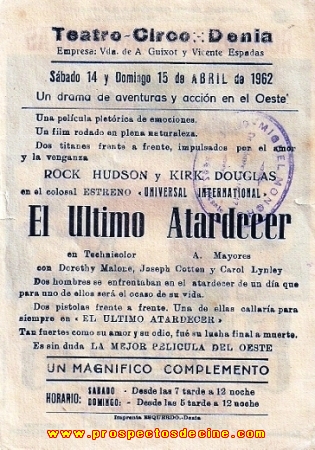 Teatro-Circo-:-Denia
Empresa: Vda. de A Guixot y Vicente Espadas
Sábado 14 y Domingo 15 de ABRIL de 1962
Un drama de aventuras y acción en el Oeste
Una película pletórica de emociones.
Un film rodado en plena naturaleza.
Dos titanes frente a frente, impulsados por el amor
y la venganza
ROCK HUDSON y KIRK DOUGLAS
en el colosal ESTRENO «UNIVERSAL INTERNATIONAL»
El Ultimo Atardecer
en Technicolor A. Mayores
con Dorothy Malone, Joseph Cotten y Carol Lynley
Dos hombres se enfrentaban en el atardecer de un día que
para uno de ellos será el ocaso de su vida.
Dos pistolas frente a frente. Una de ellas callaría para
siempre en «EL ULTIMO ATARDECER»
Tan fuertes como su amor y su odio, fué su lucha final a muerte.
Es sin duda LA MEJOR PELICULA DEL OESTE
UN MAGNIFICO COMPLEMENTO
HORARIO: SABADO - Desde las 7 tarde a 12 noche
DOMINGO: - Desde las 5 tarde a 12 noche
Imprenta ESQUERDO.-Denia
www.prospectosdecine.com